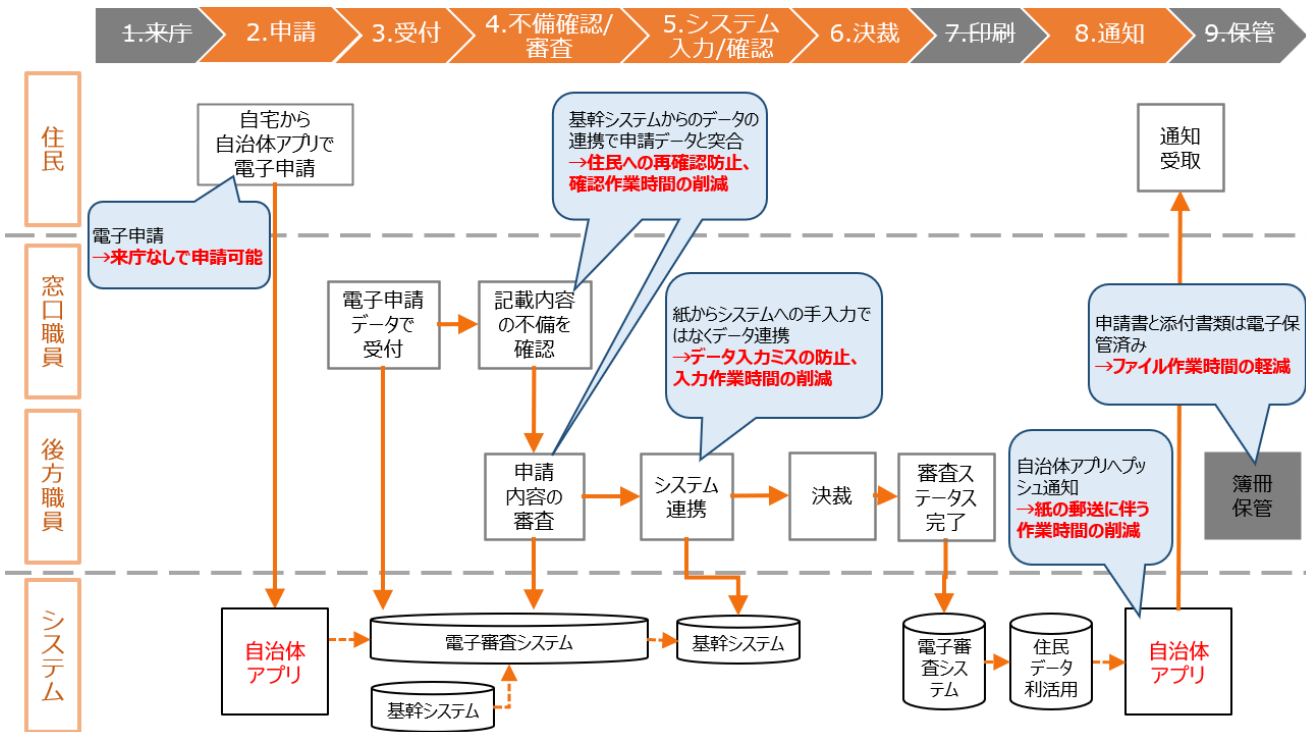 1.来庁
2.申請
3.受付
4.不備確認/
審査
5.システム
入力/確認
6.決裁
7.印刷
8.通知
9.保管
住民
自宅から
自治体アプリで
電子申請
基幹システムからのデータの
連携で申請データと突合
→住民への再確認防止、
確認作業時間の削減
通知
受取
電子申請
→来庁なしで申請可能
窓口職員
電子申請
データで
受付
記載内容
の不備を
確認
紙からシステムへの手入力で
はなくデータ連携
→データ入力ミスの防止、
入力作業時間の削減
申請書と添付書類は電子保
管済み
→ファイル作業時間の軽減
後方職員
申請
内容の
審査
システム
連携
決裁
審査ス
テータス
完了
自治体アプリへプッ
シュ通知
→紙の郵送に伴う
作業時間の削減
簿冊
保管
システム
自治体
アプリ
電子審査システム
基幹システム
基幹システム
電子審
査シス
テム
住民
データ
利活用
自治体
アプリ